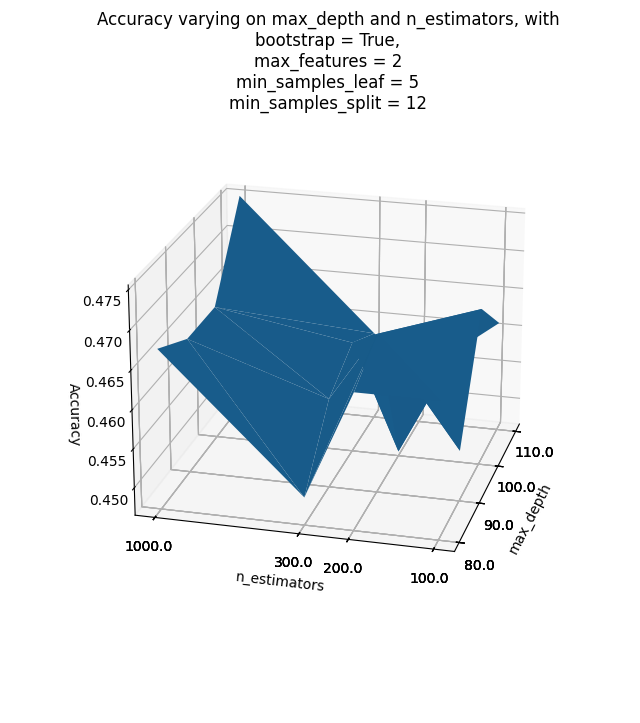 Accuracy varying on max_depth and n_estimators, with
bootstrap = True,
max_features = 2
min_samples_leaf = 5
min_samples_split = 12
0.475
0.470
0.465
0.460
0.455
0.450
Accuracy
1000.0
300.0
200.0
100.0
n_estimators
80.0
90.0
100.0
110.0
max_depth